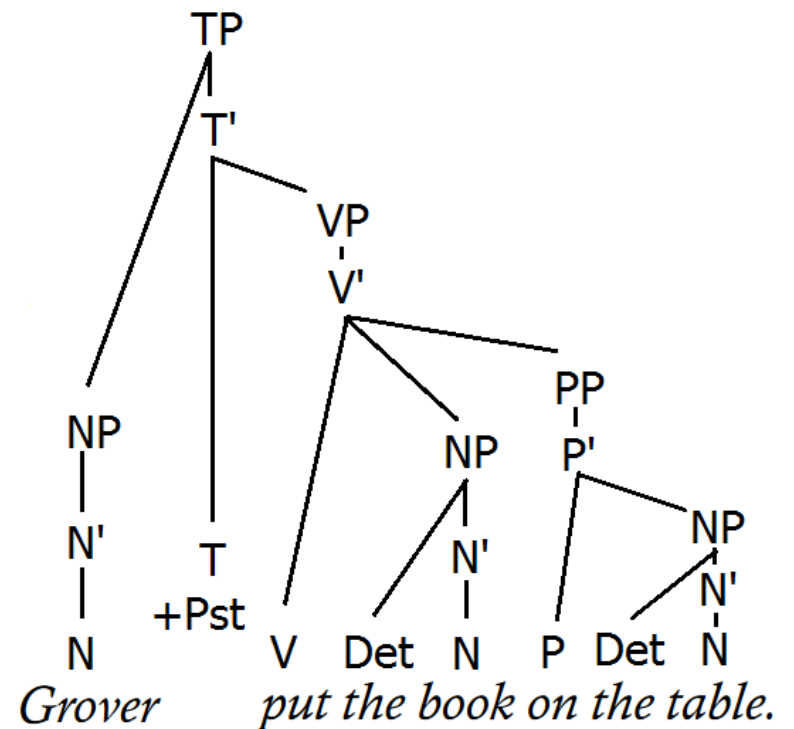 TP
T'
VP
V'
PP
NP NP P'
NP
N' T N' N'
+Pst
N V Det N P Det N
Grover put the book on the table.